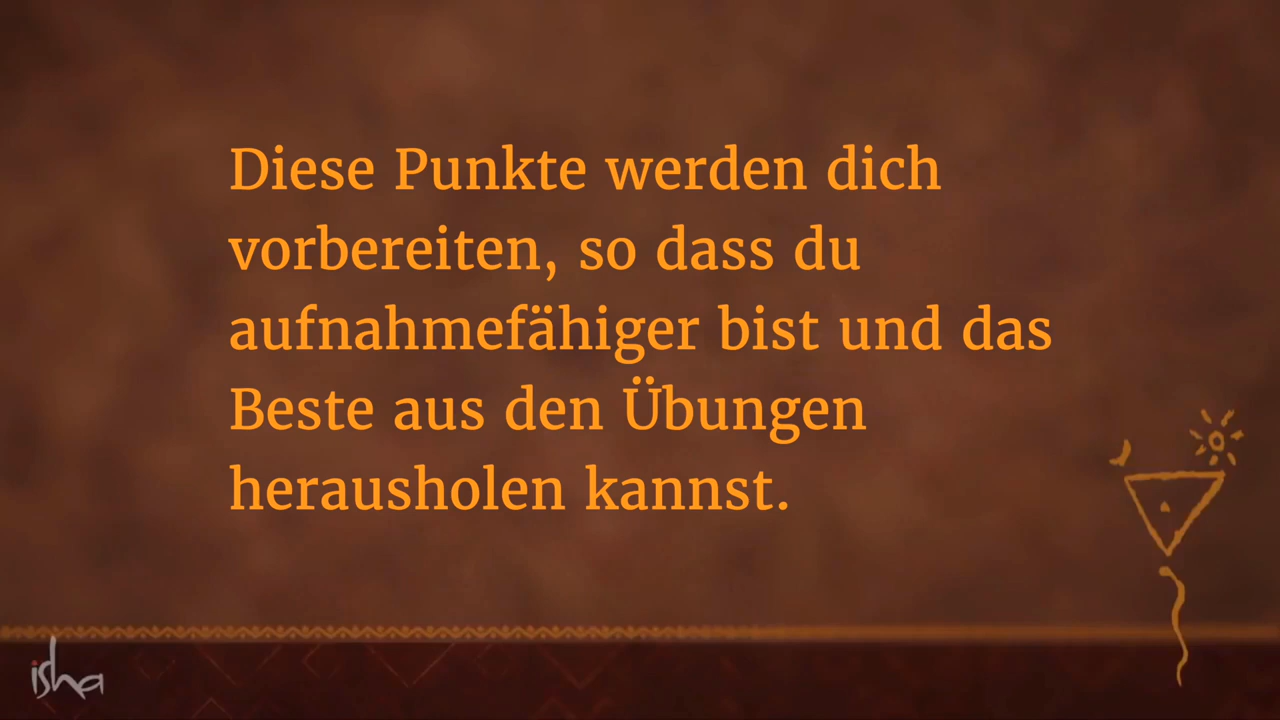 Diese Punkte werden dich
vorbereiten, so dass du
aufnahmefähiger bist und das
Beste aus den Übungen
herausholen kannst.
isha